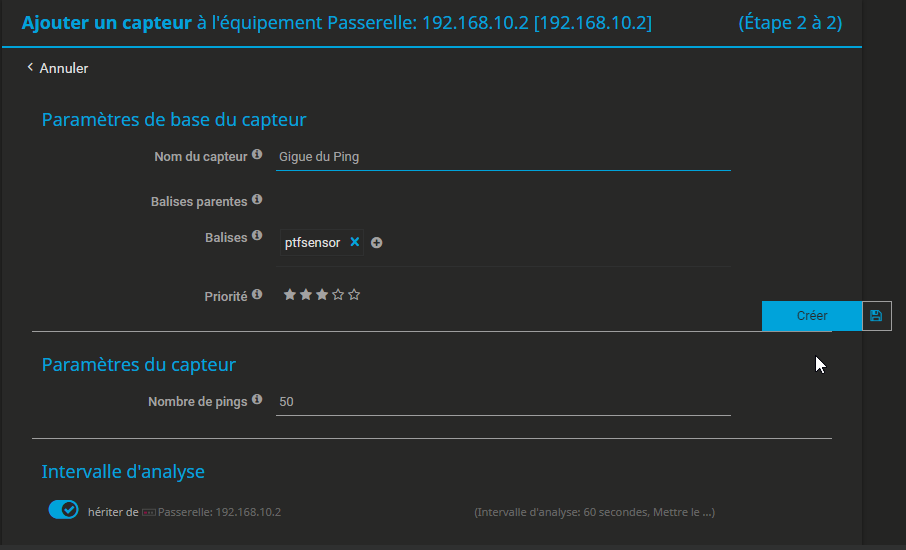 Ajouter un capteur à l'équipement Passerelle: 192.168.10.2 [192.168.10.2] (Étape 2 à 2)
Annuler
Paramètres de base du capteur
Nom du capteur Gigue du Ping
Balises parentes
Balises ptfsensor
Priorité
Créer
Paramètres du capteur
Nombre de pings 50
Intervalle d'analyse
hériter de Passerelle: 192.168.10.2 (Intervalle d'analyse: 60 secondes, Mettre le ...)